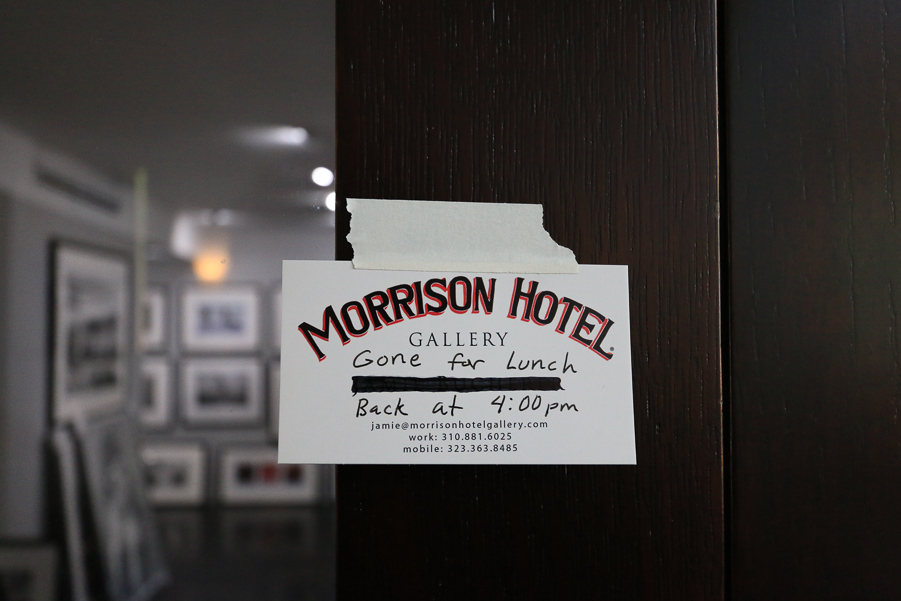 MORRISON HOTEL
GALLERY
Gone for Lunch
Back at 4:00pm
jamie@morrisonhotelgallery.com
work: 310.881.6025
mobile: 323.363.8485